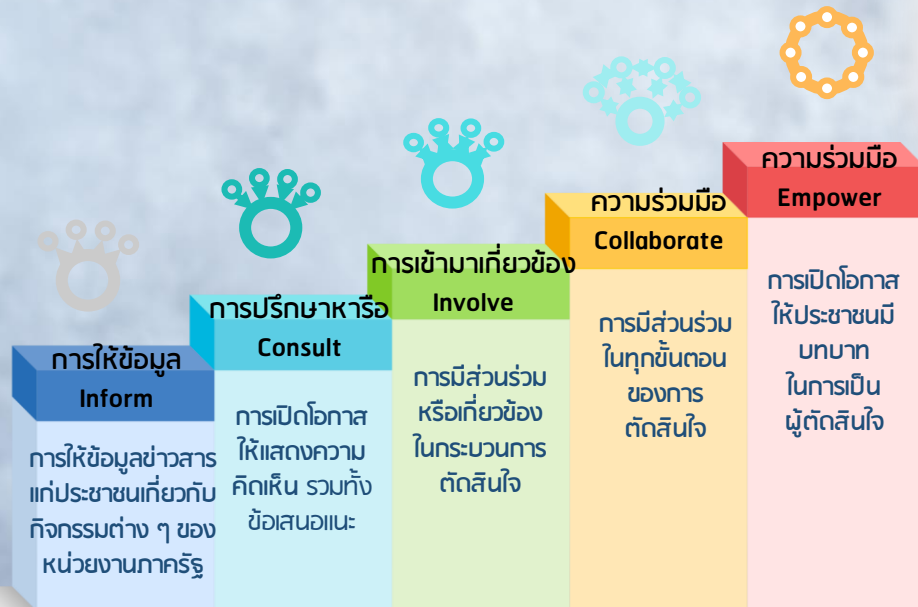 การให้ข้อมูล
Inform
การให้ข้อมูลข่าวสาร
แก่ประชาชนเกี่ยวกับ
กิจกรรมต่าง ๆ ของ
หน่วยงานภาครัฐ
การปรึกษาหารือ
Consult
การเปิดโอกาส
ให้แสดงความ
คิดเห็น รวมทั้ง
ข้อเสนอแนะ
การเข้ามาเกี่ยวข้อง
Involve
การมีส่วนร่วม
หรือเกี่ยวข้อง
ในกระบวนการ
ตัดสินใจ
ความร่วมมือ
Collaborate
การมีส่วนร่วม
ในทุกขั้นตอน
ของการ
ตัดสินใจ
ความร่วมมือ
Empower
การเปิดโอกาส
ให้ประชาชนมี
บทบาท
ในการเป็น
ผู้ตัดสินใจ